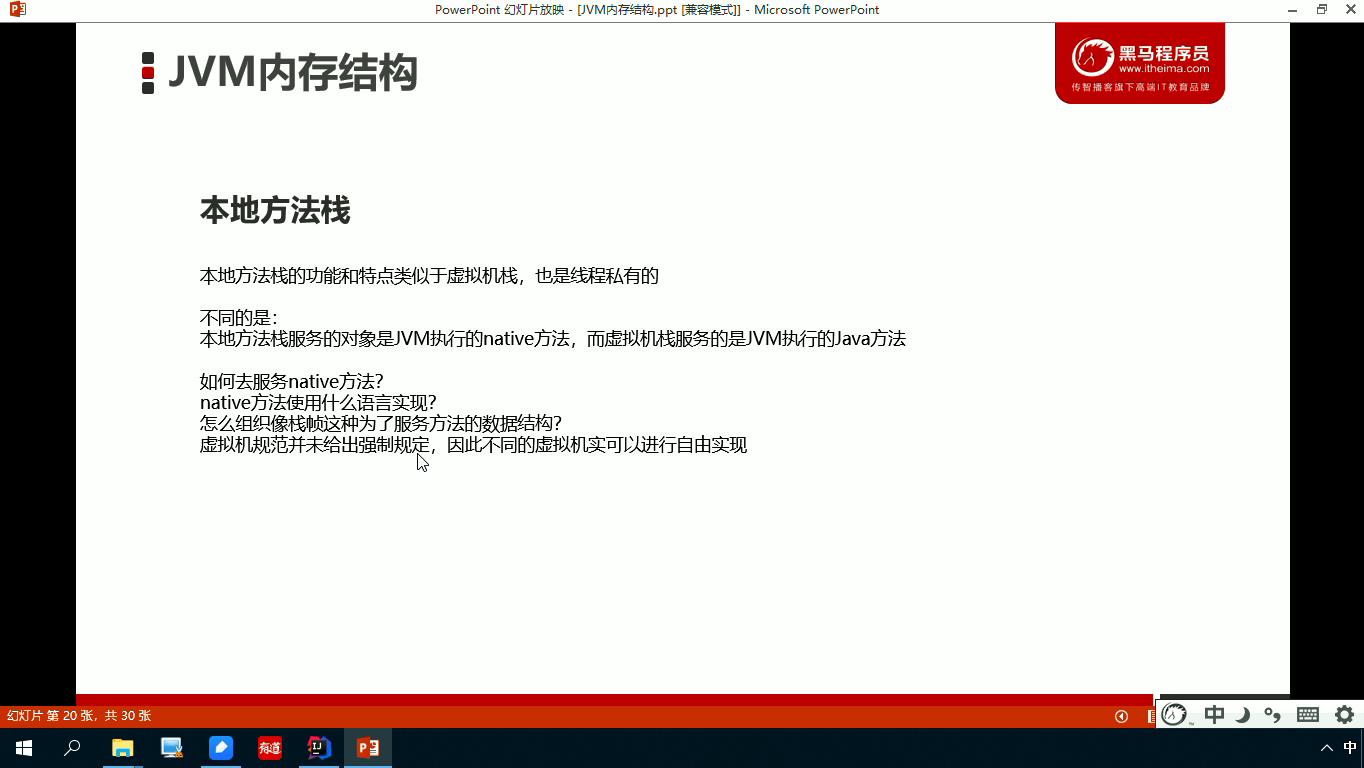 PowerPoint 幻灯片放映 - [JVM内存结构.ppt [兼容模式]] - Microsoft PowerPoint
JVM内存结构
黑马程序员
www.itheima.com
传智播客旗下高端IT教育品牌
本地方法栈
本地方法栈的功能和特点类似于虚拟机栈，也是线程私有的
不同的是：
本地方法栈服务的对象是JVM执行的native方法，而虚拟机栈服务的是JVM执行的Java方法
如何去服务native方法？
native方法使用什么语言实现？
怎么组织像栈帧这种为了服务方法的数据结构？
虚拟机规范并未给出强制规定，因此不同的虚拟机实可以进行自由实现
幻灯片 第 20 张，共 30 张
中
有道
IJ
中